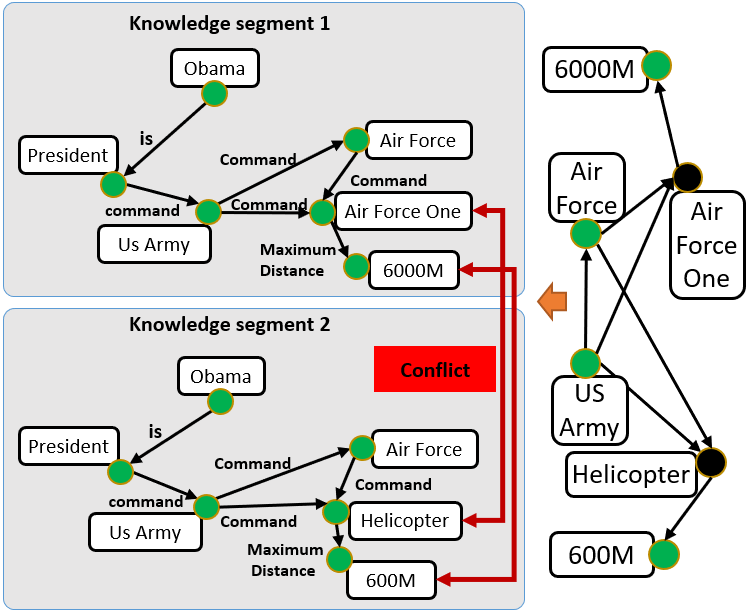 Knowledge segment 1
Obama
is
President
command
Us Army
Command
Command
Air Force
Command
Air Force One
Maximum
Distance
6000M
Knowledge segment 2
Conflict
Obama
is
President
command
Us Army
Command
Command
Air Force
Command
Helicopter
Maximum
Distance
600M
6000M
Air
Force
Air
Force
One
US
Army
Helicopter
600M